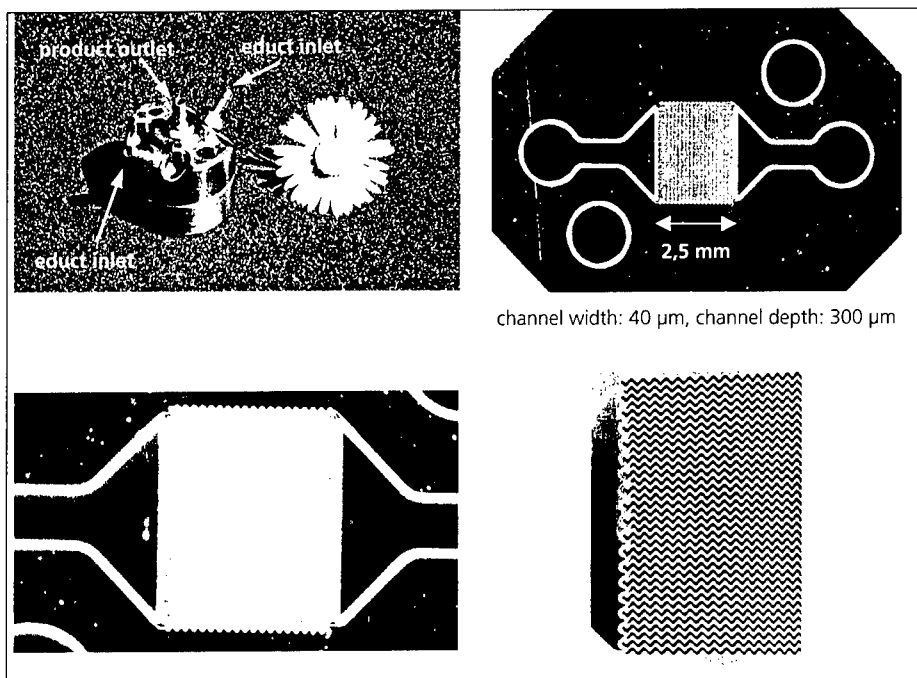 product outlet
educt inlet
educt inlet
2,5 mm
channel width: 40 µm, channel depth: 300 µm